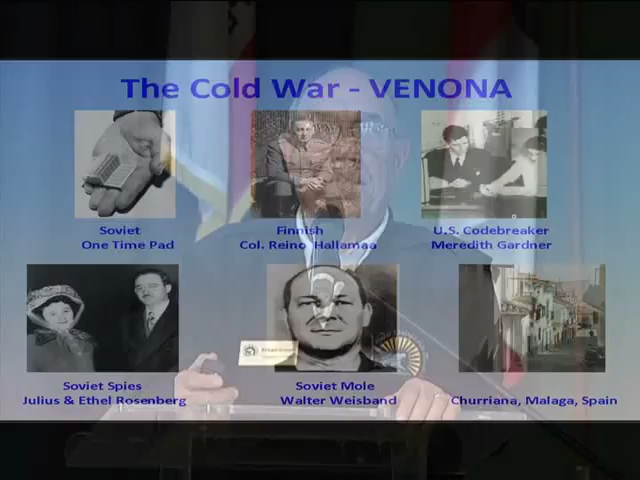 The Cold War - VENONA
Soviet
One Time Pad
Finnish
Col. Reino Hallamaa
U.S. Codebreaker
Meredith Gardner
Soviet Spies
Julius & Ethel Rosenberg
Soviet Mole
Walter Weisband
Churriana, Malaga, Spain